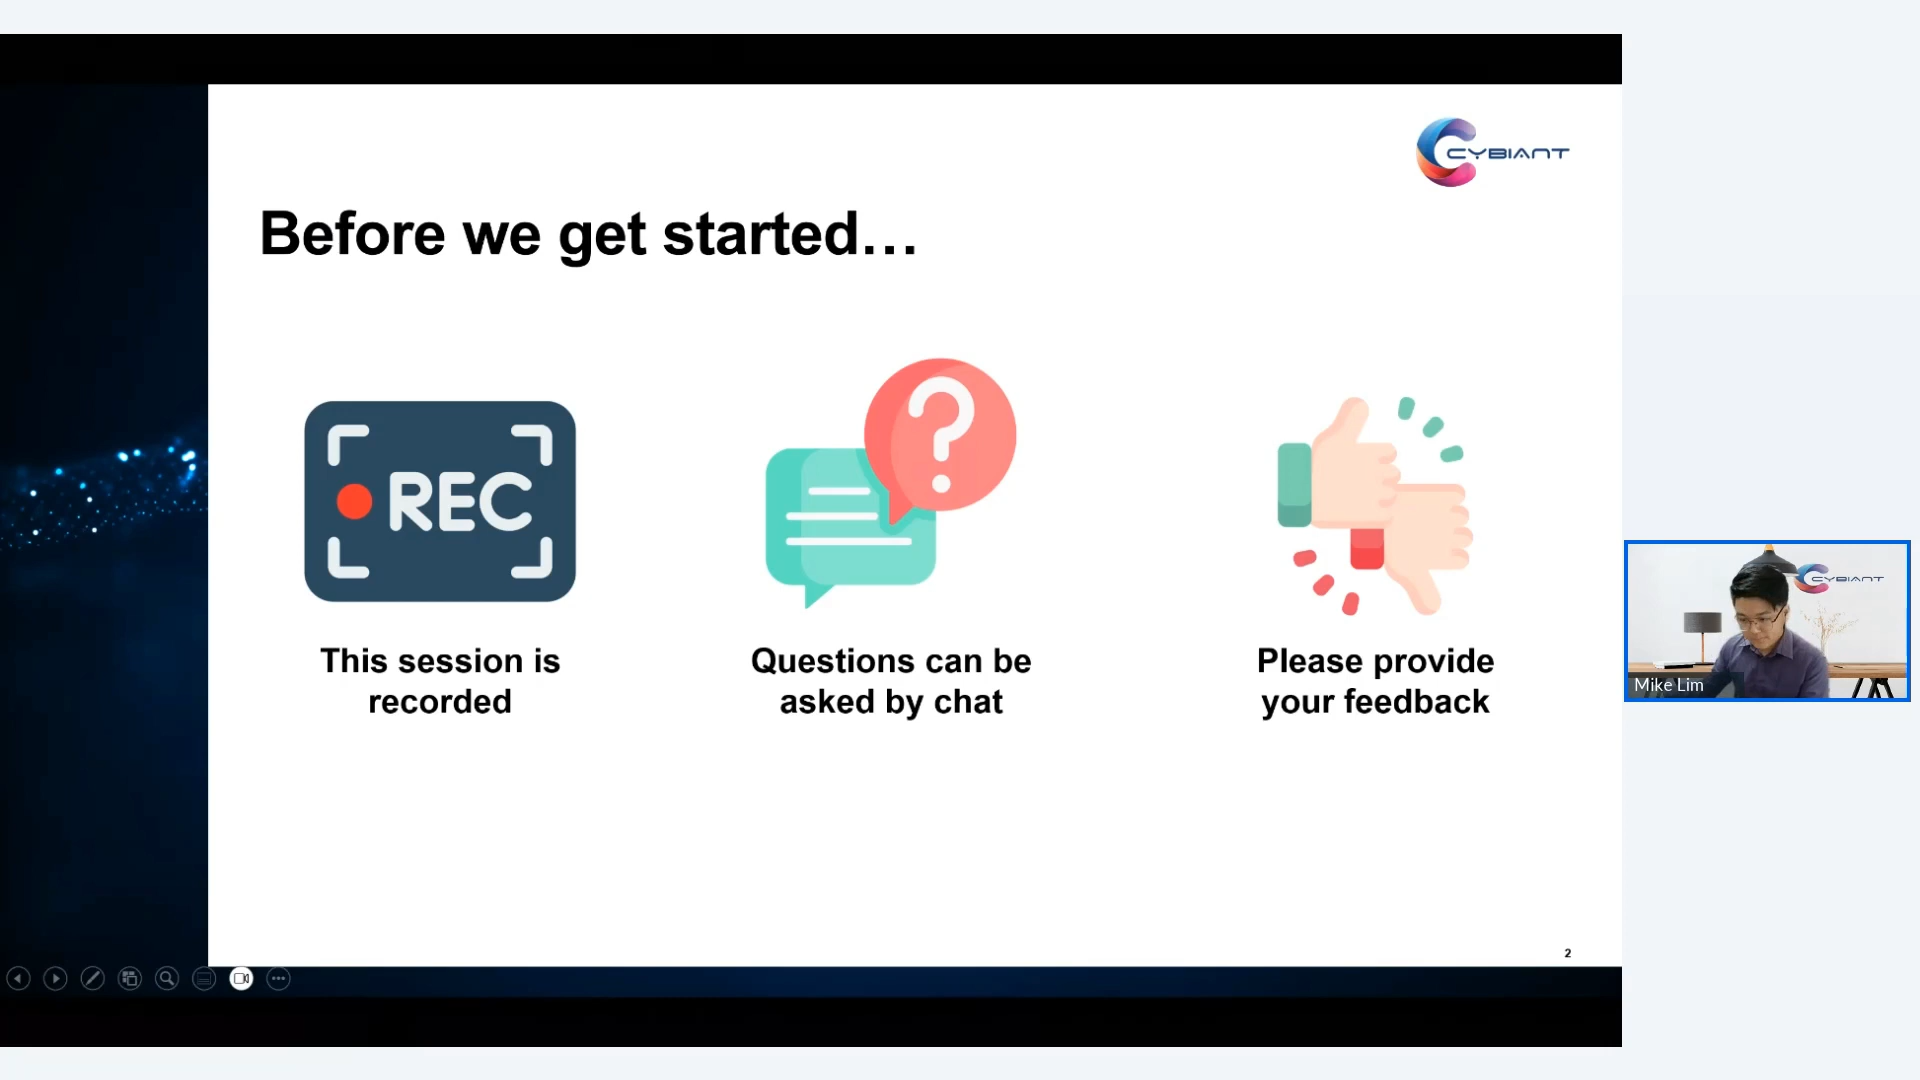 CYBIANT
Before we get started...
REC
?
This session is
recorded
Questions can be
asked by chat
Please provide
your feedback
2
CYBIANT
Mike Lim